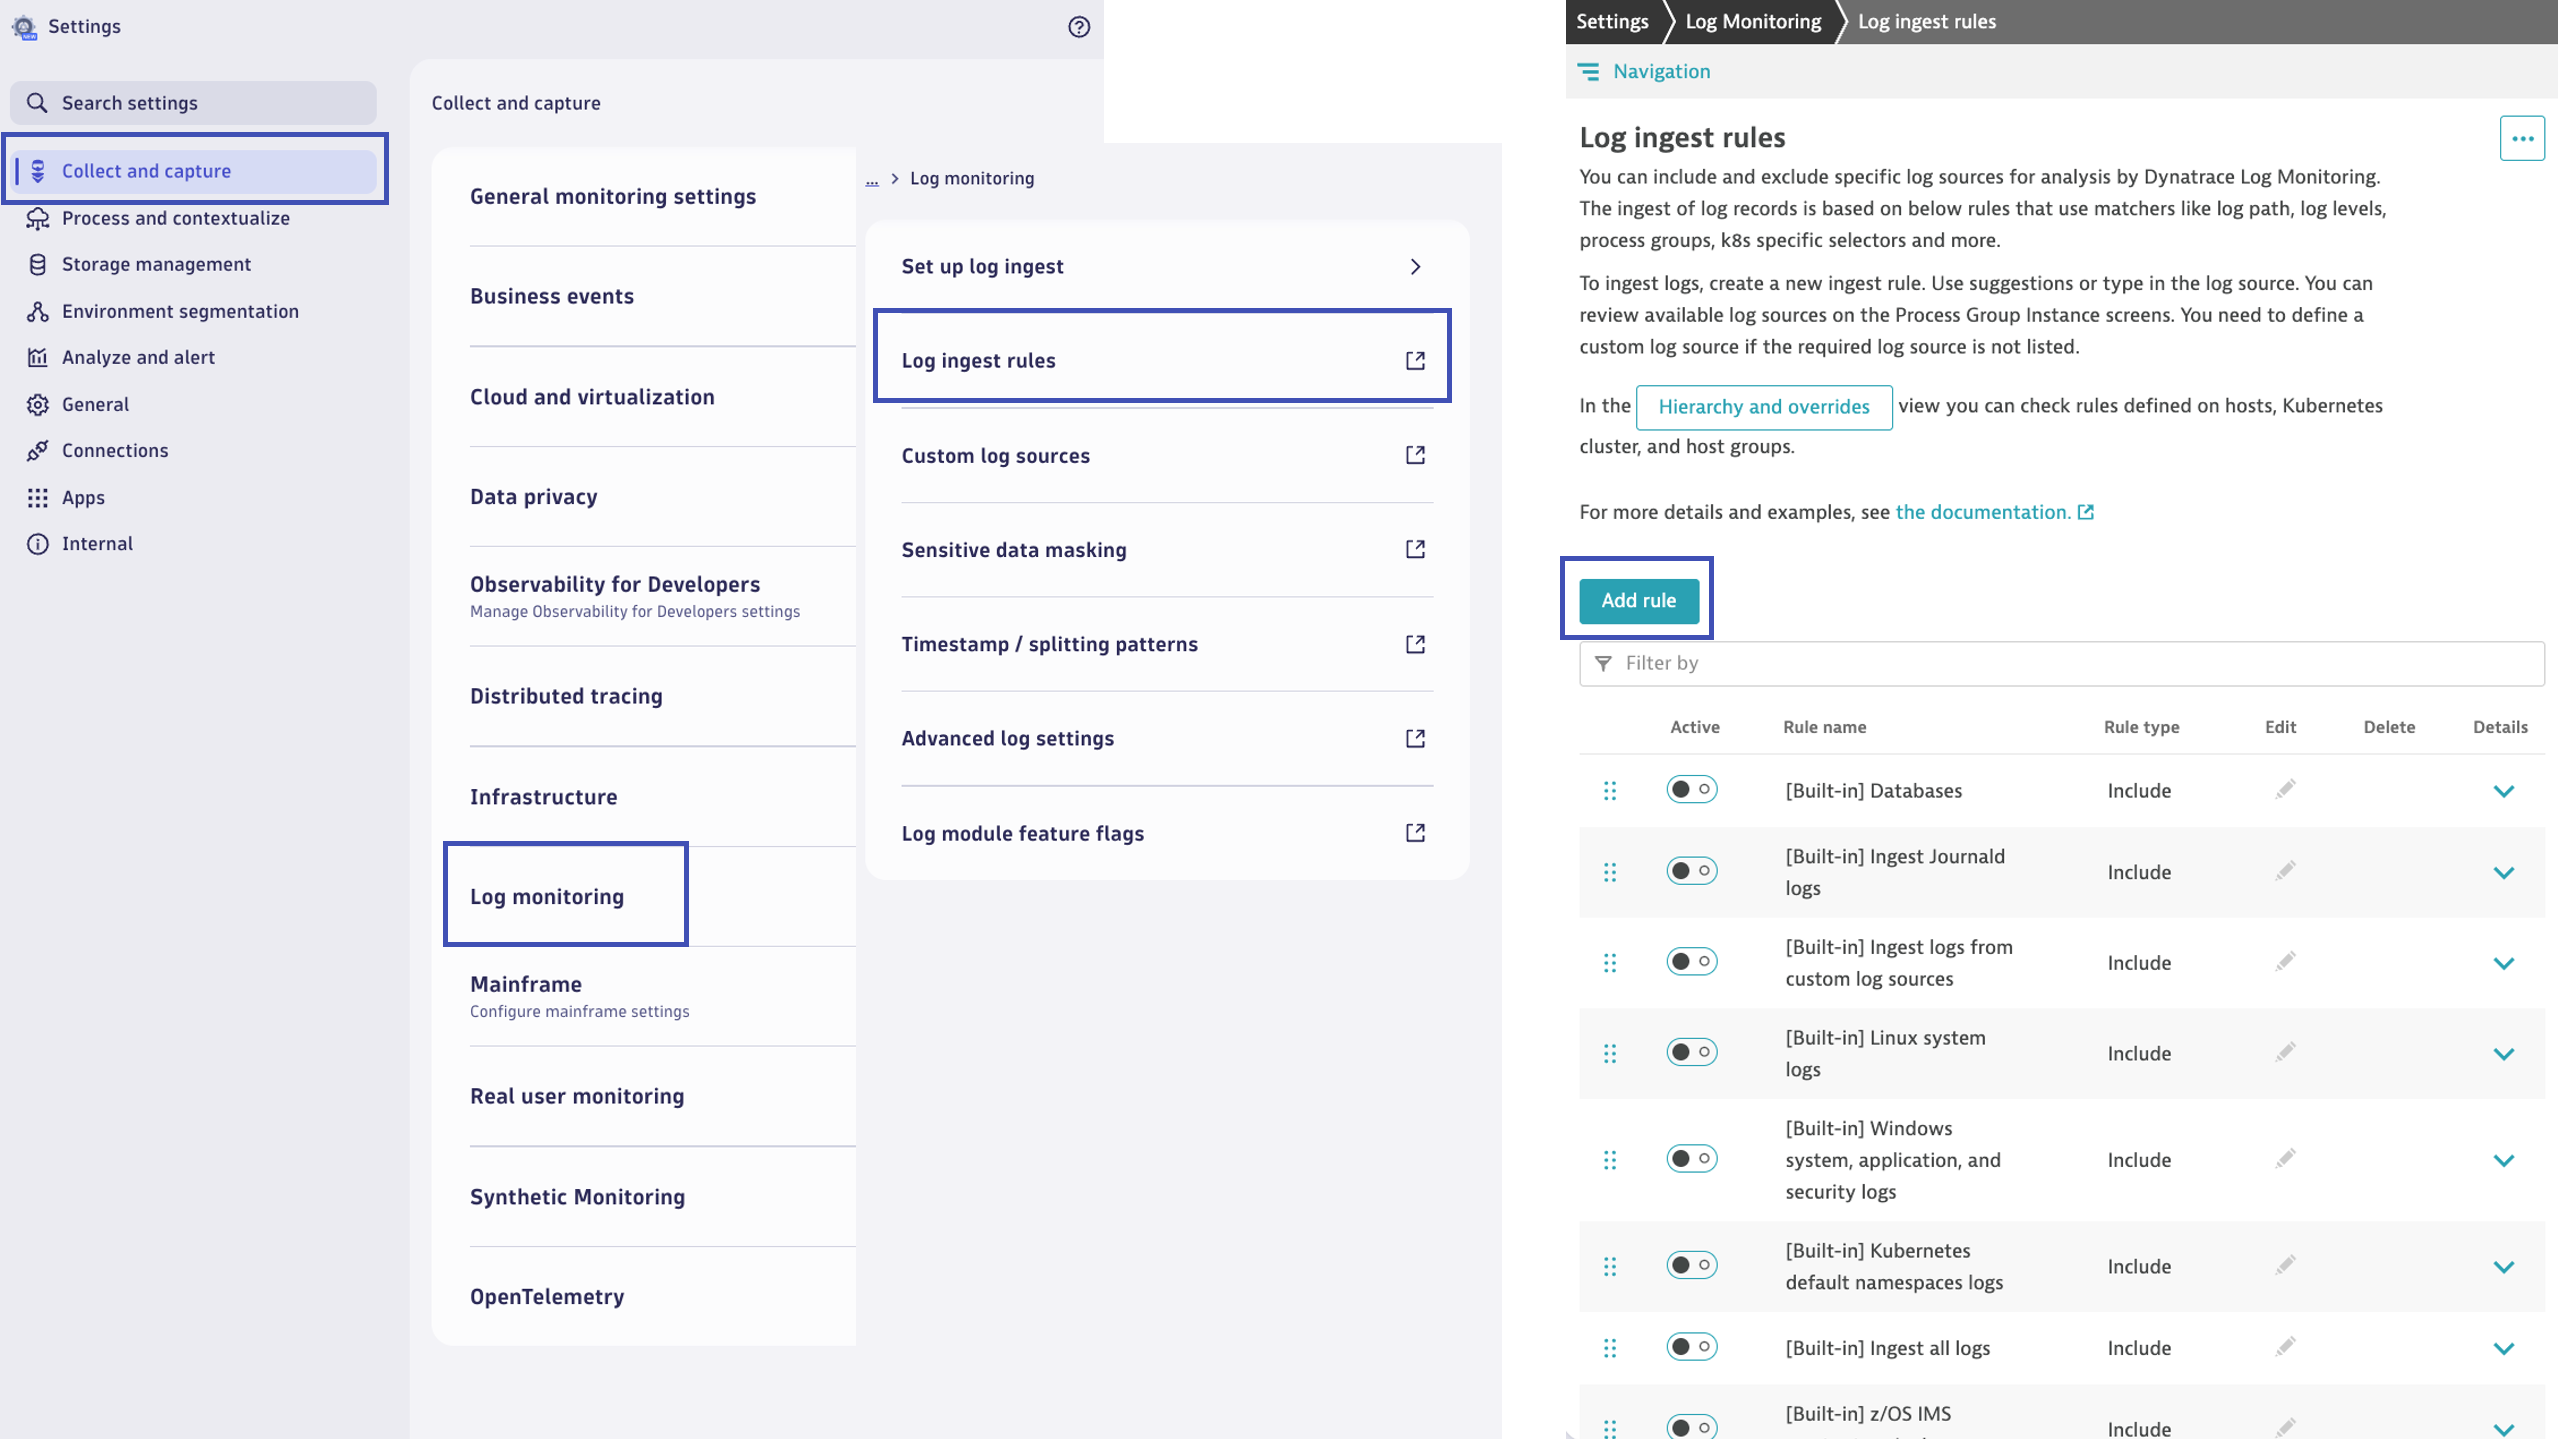 Settings
Search settings
Collect and capture
Process and contextualize
Storage management
Environment segmentation
Analyze and alert
General
Connections
Apps
Internal
Collect and capture
General monitoring settings
Business events
Cloud and virtualization
Data privacy
Observability for Developers
Manage Observability for Developers settings
Distributed tracing
Infrastructure
Log monitoring
Mainframe
Configure mainframe settings
Real user monitoring
Synthetic Monitoring
OpenTelemetry
... > Log monitoring
Set up log ingest
Log ingest rules
Custom log sources
Sensitive data masking
Timestamp / splitting patterns
Advanced log settings
Log module feature flags
Settings Log Monitoring Log ingest rules
Navigation
Log ingest rules
You can include and exclude specific log sources for analysis by Dynatrace Log Monitoring.
The ingest of log records is based on below rules that use matchers like log path, log levels,
process groups, k8s specific selectors and more.
To ingest logs, create a new ingest rule. Use suggestions or type in the log source. You can
review available log sources on the Process Group Instance screens. You need to define a
custom log source if the required log source is not listed.
In the Hierarchy and overrides view you can check rules defined on hosts, Kubernetes
cluster, and host groups.
For more details and examples, see the documentation.
Add rule
Filter by
Active Rule name Rule type Edit Delete Details
[Built-in] Databases Include
[Built-in] Ingest Journald
logs
Include
[Built-in] Ingest logs from
custom log sources
Include
[Built-in] Linux system
logs
Include
[Built-in] Windows
system, application, and
security logs
Include
[Built-in] Kubernetes
default namespaces logs
Include
[Built-in] Ingest all logs Include
[Built-in] z/OS IMS
Include